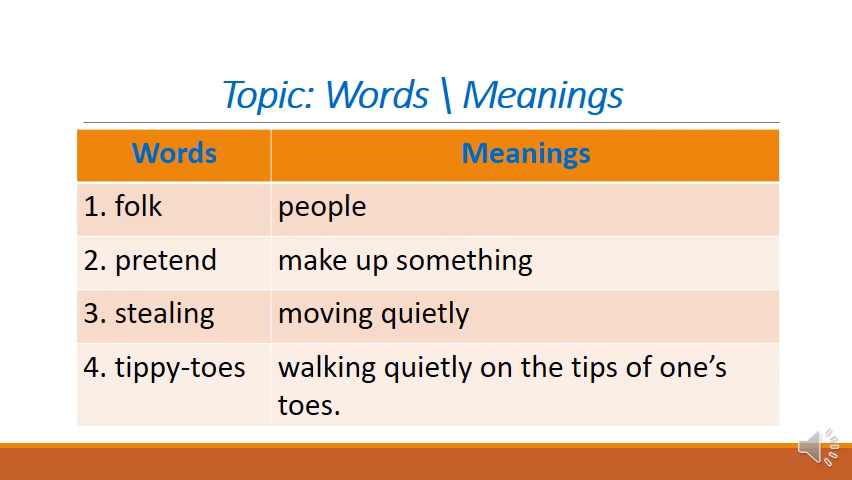 Topic: Words \ Meanings
Words Meanings
1. folk people
2. pretend make up something
3. stealing moving quietly
4. tippy-toes walking quietly on the tips of one’s
toes.